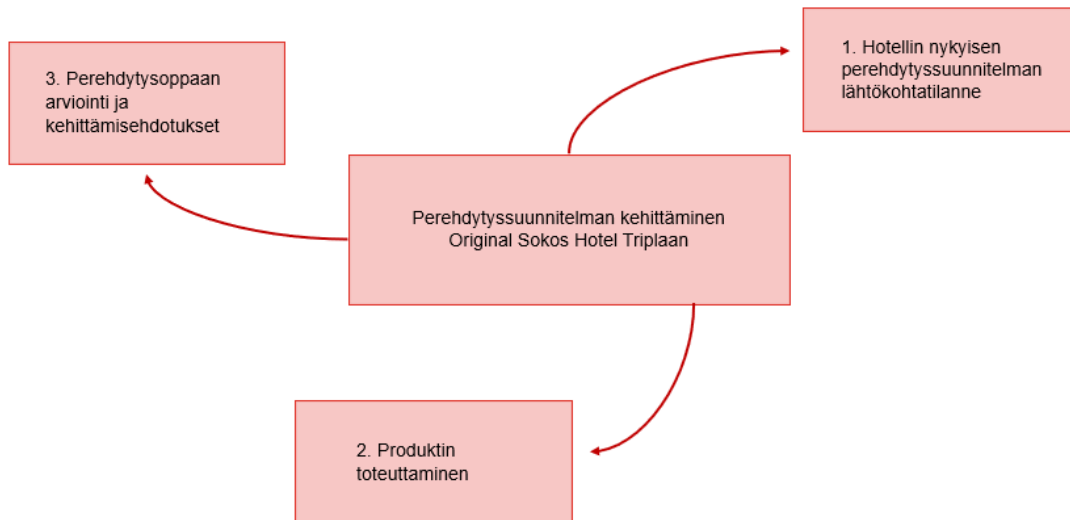 1. Hotellin nykyisen
perehdytyssuunnitelman
lähtökohtatilanne
3. Perehdytysoppaan
arviointi ja
kehittämisehdotukset
Perehdytyssuunnitelman kehittäminen
Original Sokos Hotel Triplaan
2. Produktin
toteuttaminen